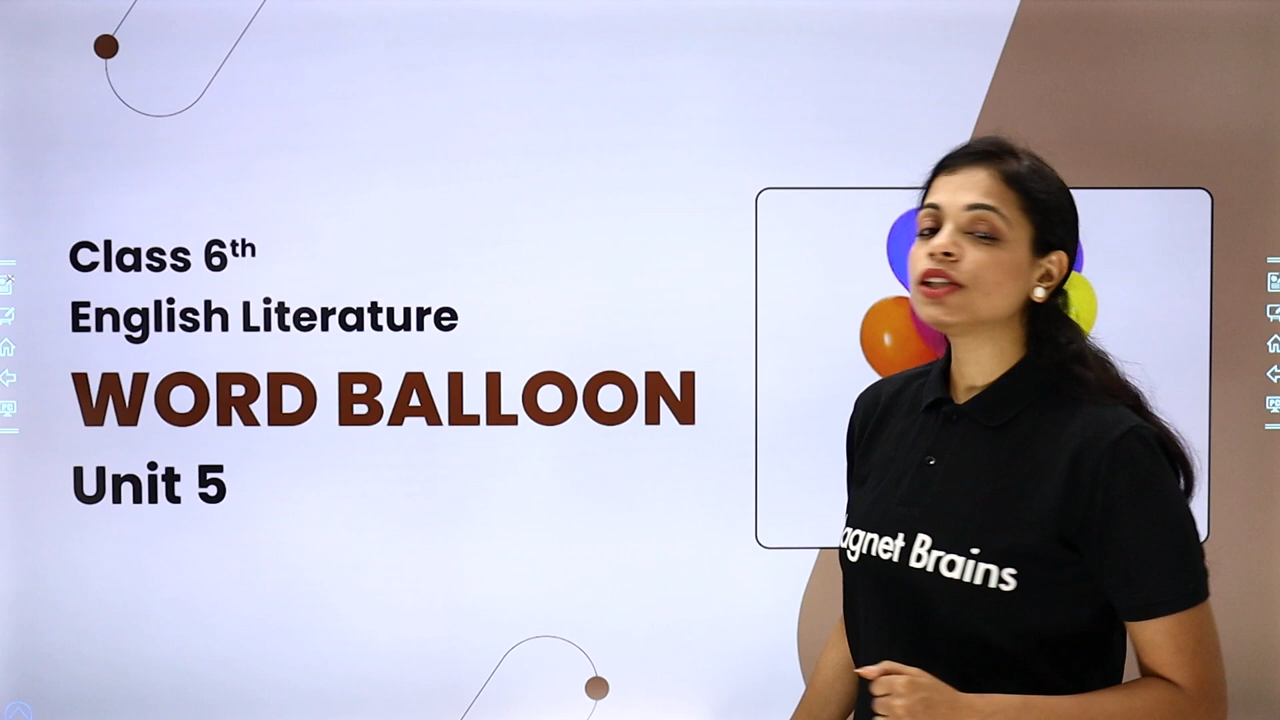 Class 6th
English Literature
WORD BALLOON
Unit 5
agnet Brains